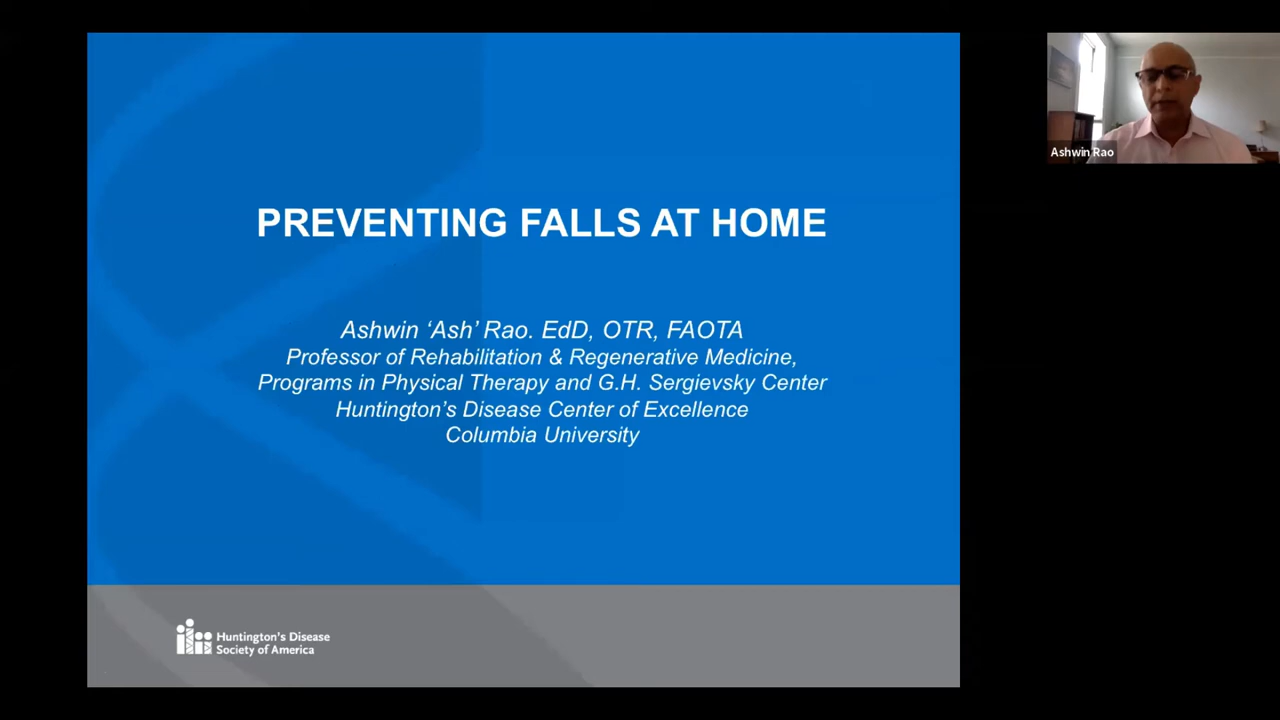 PREVENTING FALLS AT HOME
Ashwin ‘Ash’ Rao. EdD, OTR, FAOTA
Professor of Rehabilitation & Regenerative Medicine,
Programs in Physical Therapy and G.H. Sergievsky Center
Huntington’s Disease Center of Excellence
Columbia University
Huntington’s Disease
Society of America
Ashwin Rao